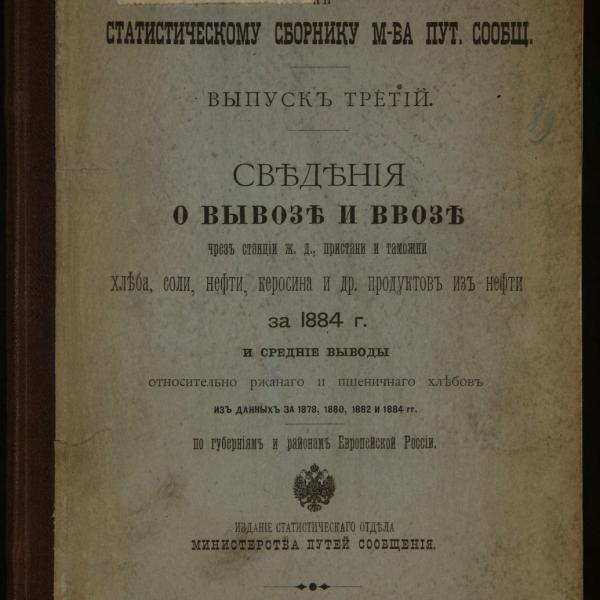 КЪ
СТАТИСТИЧЕСКОМУ СБОРНИКУ М-ВА ПУТ. СООБЩ.
ВЫПУСКЪ ТРЕТІЙ.
СВѢДѢНІЯ
О ВЫВОЗѢ И ВВОЗѢ
чрезъ станціи ж. д., пристани и таможни
хлѣба, соли, нефти, керосина и др. продуктовъ изъ нефти
за 1884 г.
И СРЕДНІЕ ВЫВОДЫ
относительно ржанаго и пшеничнаго хлѣбовъ
ИЗЪ ДАННЫХЪ ЗА 1878, 1880, 1882 И 1884 гг.
по губерніямъ и районамъ Европейской Россіи.
ИЗДАНІЕ СТАТИСТИЧЕСКАГО ОТДѢЛА
МИНИСТЕРСТВА ПУТЕЙ СООБЩЕНІЯ.